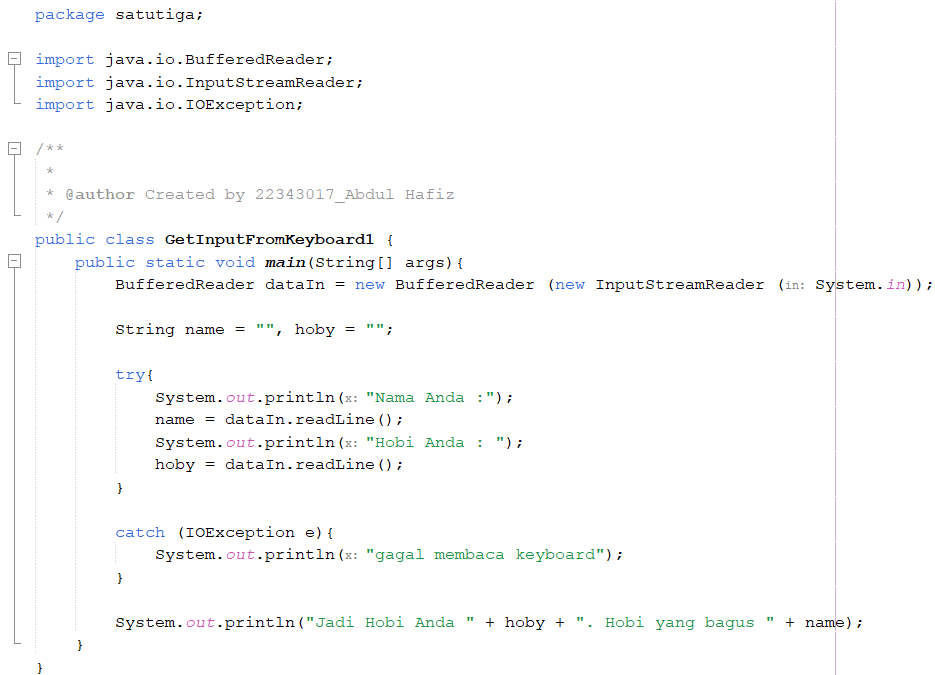 package satutiga;
import java.io.BufferedReader;
import java.io.InputStreamReader;
import java.io.IOException;
/**
 *
 * @author Created by 22343017_Abdul Hafiz
 */
public class GetInputFromKeyboard1 {
    public static void main(String[] args){
        BufferedReader dataIn = new BufferedReader (new InputStreamReader (in: System.in));
        String name = "", hoby = "";
        try{
            System.out.println(x: "Nama Anda :");
            name = dataIn.readLine();
            System.out.println(x: "Hobi Anda : ");
            hoby = dataIn.readLine();
        }
        catch (IOException e){
            System.out.println(x: "gagal membaca keyboard");
        }
        System.out.println("Jadi Hobi Anda " + hoby + ". Hobi yang bagus " + name);
    }
}